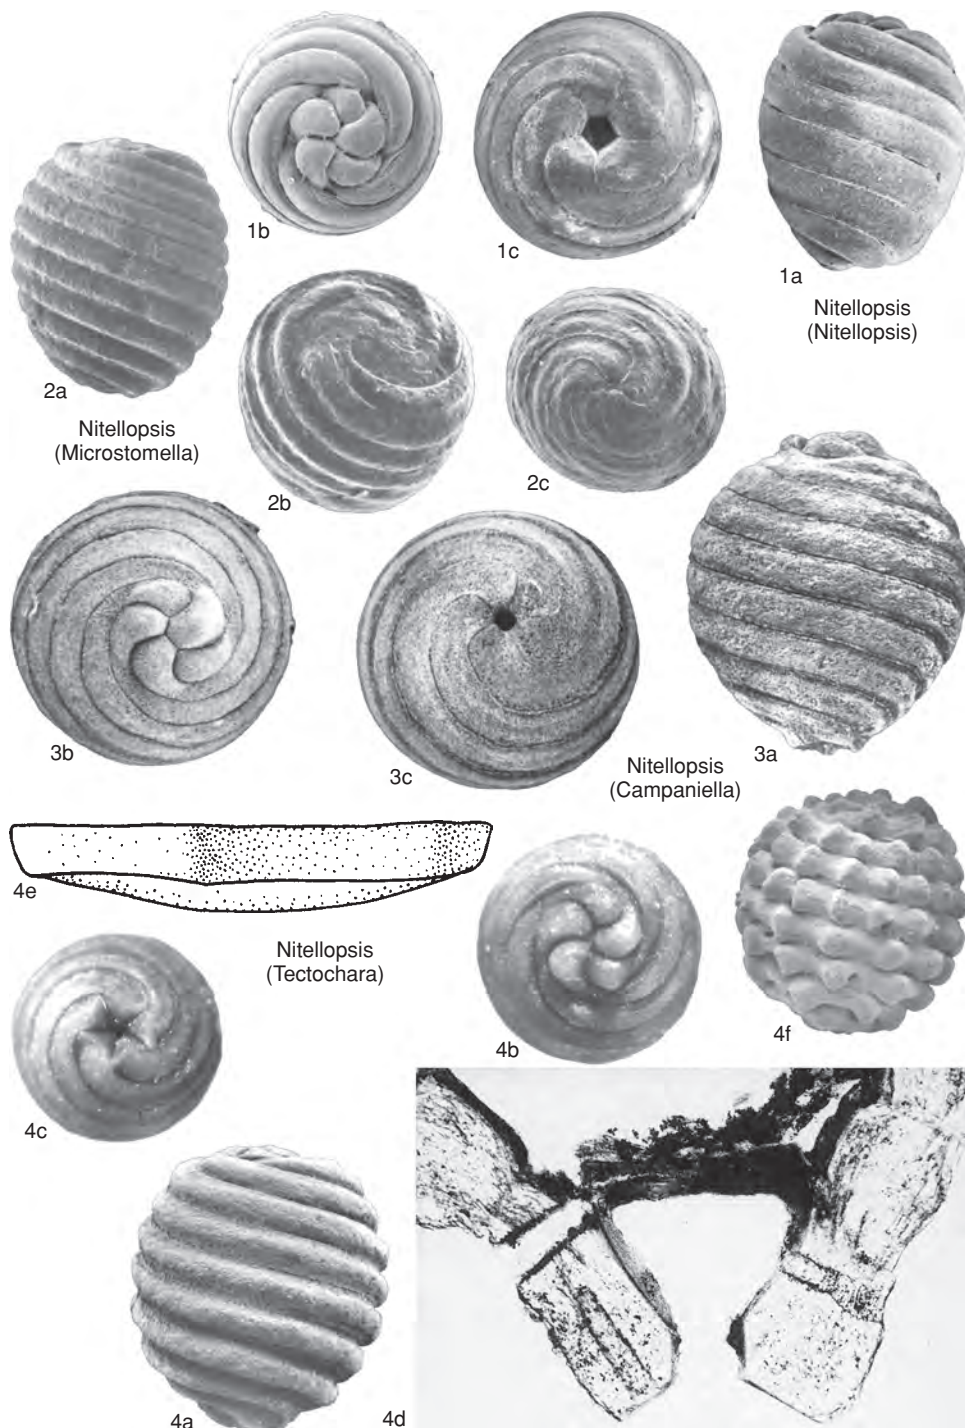 1b
1c
1a
Nitellopsis
(Nitellopsis)
2a
Nitellopsis
(Microstomella)
2b
2c
3b
3c
3a
Nitellopsis
(Campaniella)
4e
Nitellopsis
(Tectochara)
4c
4b
4f
4a
4d